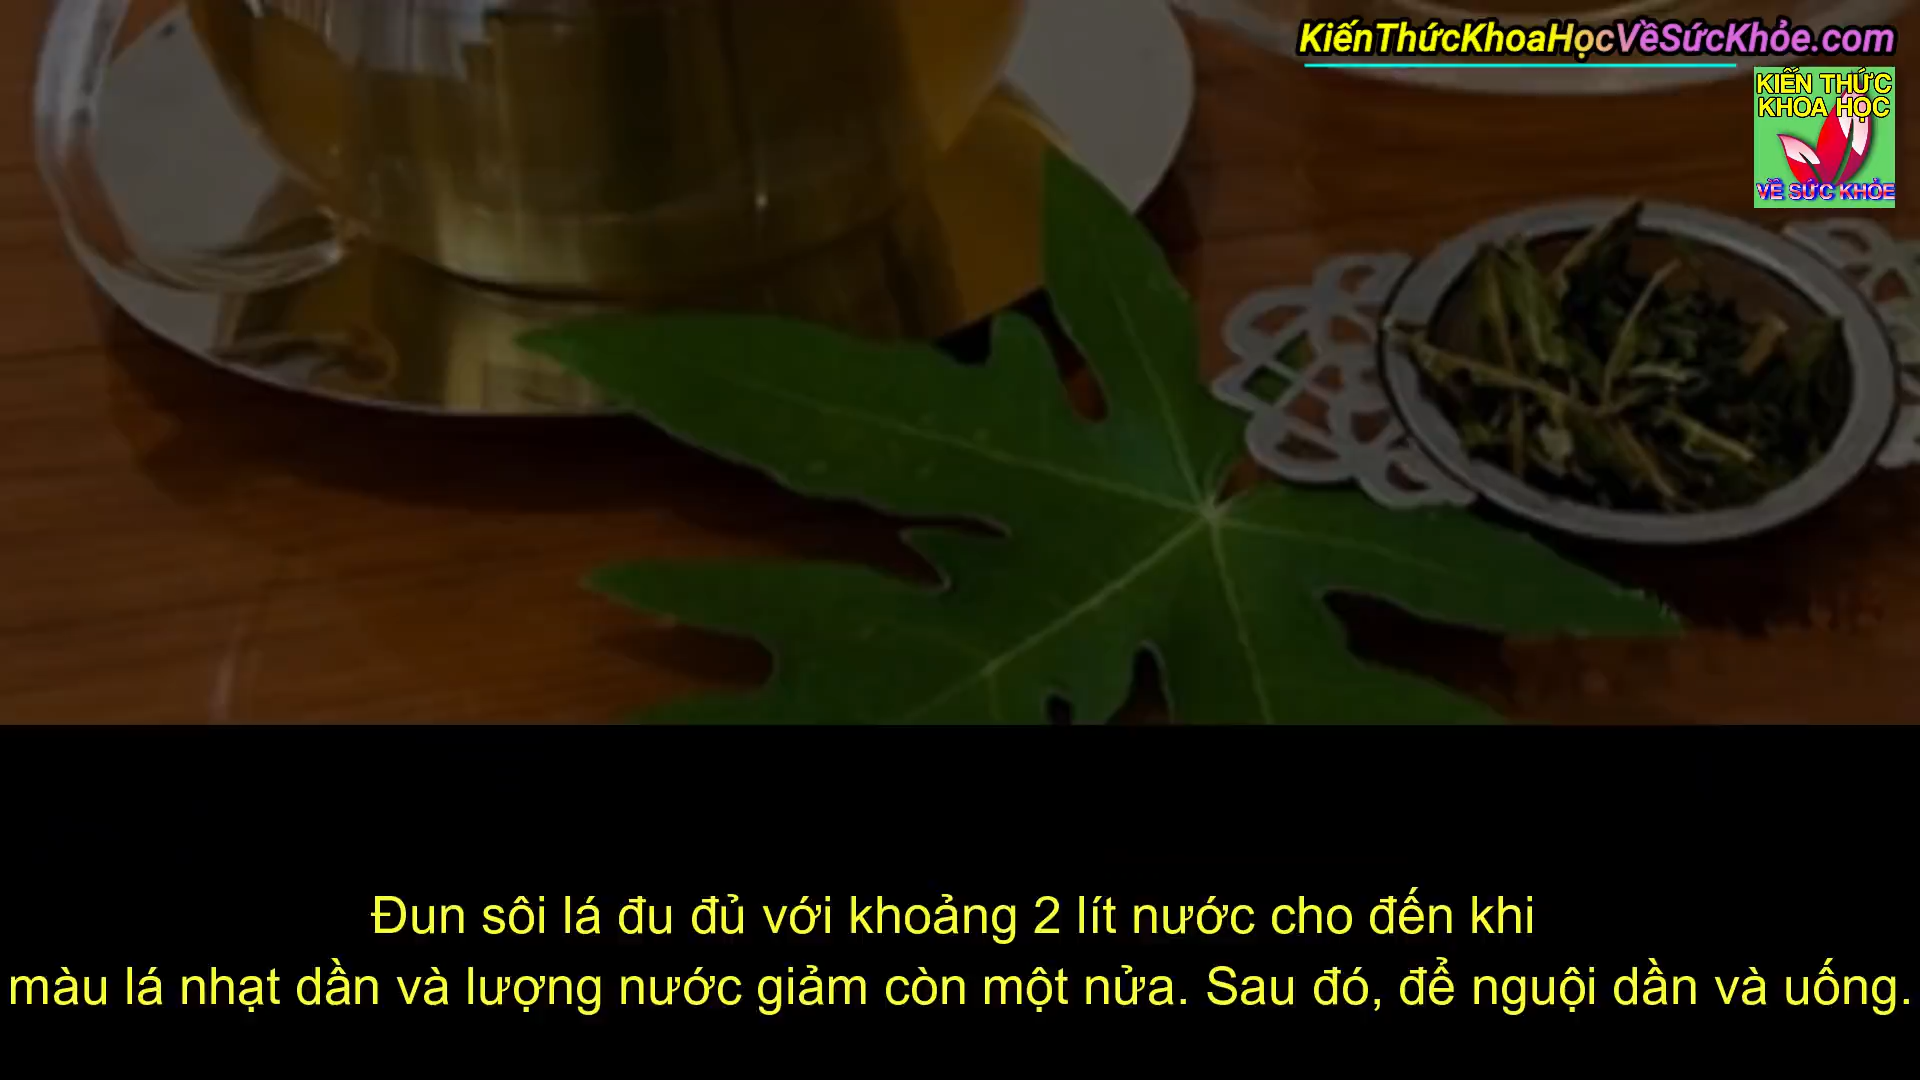 KiếnThứcKhoaHọcVềSứcKhỏe.com
KIẾN THỨC
KHOA HỌC
VỀ SỨC KHỎE
Đun sôi lá đu đủ với khoảng 2 lít nước cho đến khi
màu lá nhạt dần và lượng nước giảm còn một nửa. Sau đó, để nguội dần và uống.